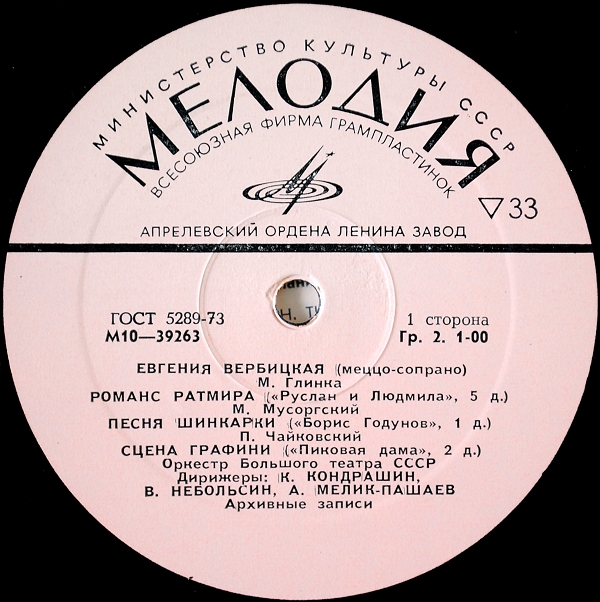 МИНИСТЕРСТВО КУЛЬТУРЫ СССР
МЕЛОДИЯ
ВСЕСОЮЗНАЯ ФИРМА ГРАМПЛАСТИНОК
33
АПРЕЛЕВСКИЙ ОРДЕНА ЛЕНИНА ЗАВОД
ГОСТ 5289-73 1 сторона
М10—39263 Гр. 2. 1-00
ЕВГЕНИЯ ВЕРБИЦКАЯ (меццо-сопрано)
М. Глинка
РОМАНС РАТМИРА («Руслан и Людмила», 5 д.)
М. Мусоргский
ПЕСНЯ ШИНКАРКИ («Борис Годунов», 1 д.)
П. Чайковский
СЦЕНА ГРАФИНИ («Пиковая дама», 2 д.)
Оркестр Большого театра СССР
Дирижеры: К. КОНДРАШИН,
В. НЕБОЛЬСИН, А. МЕЛИК-ПАШАЕВ
Архивные записи